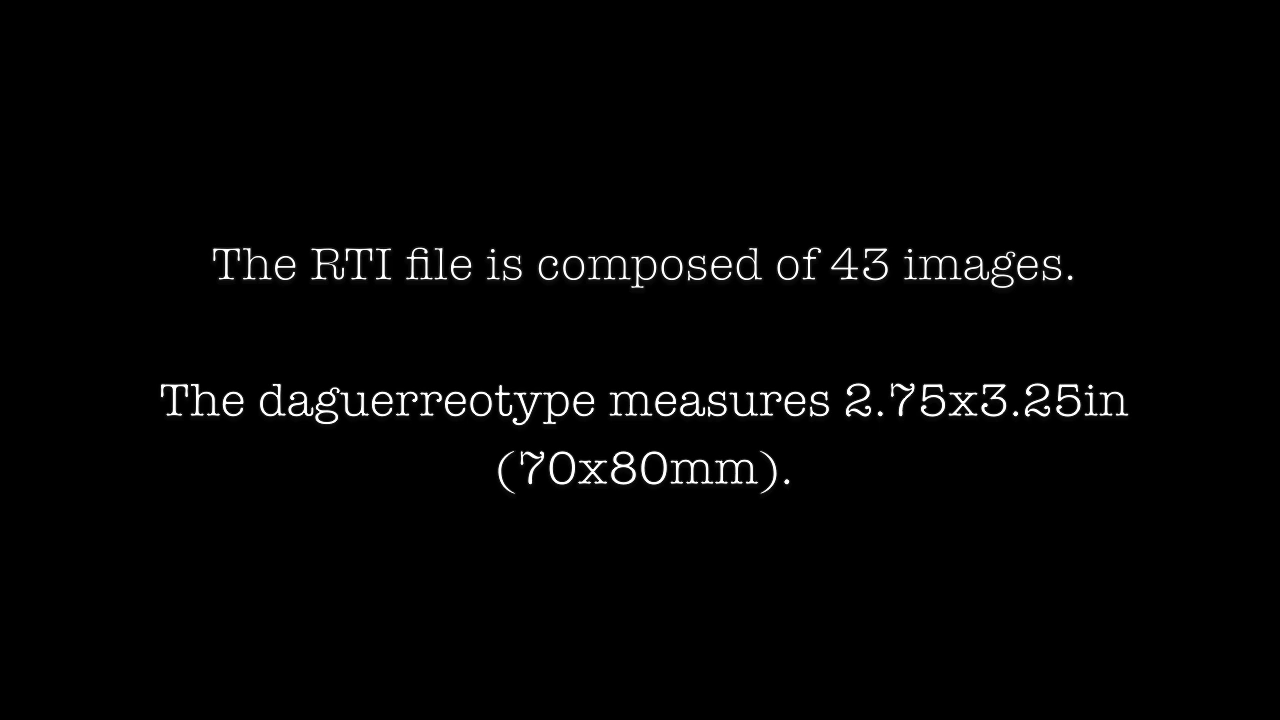 The RTI file is composed of 43 images.
The daguerreotype measures 2.75x3.25in
(70x80mm).